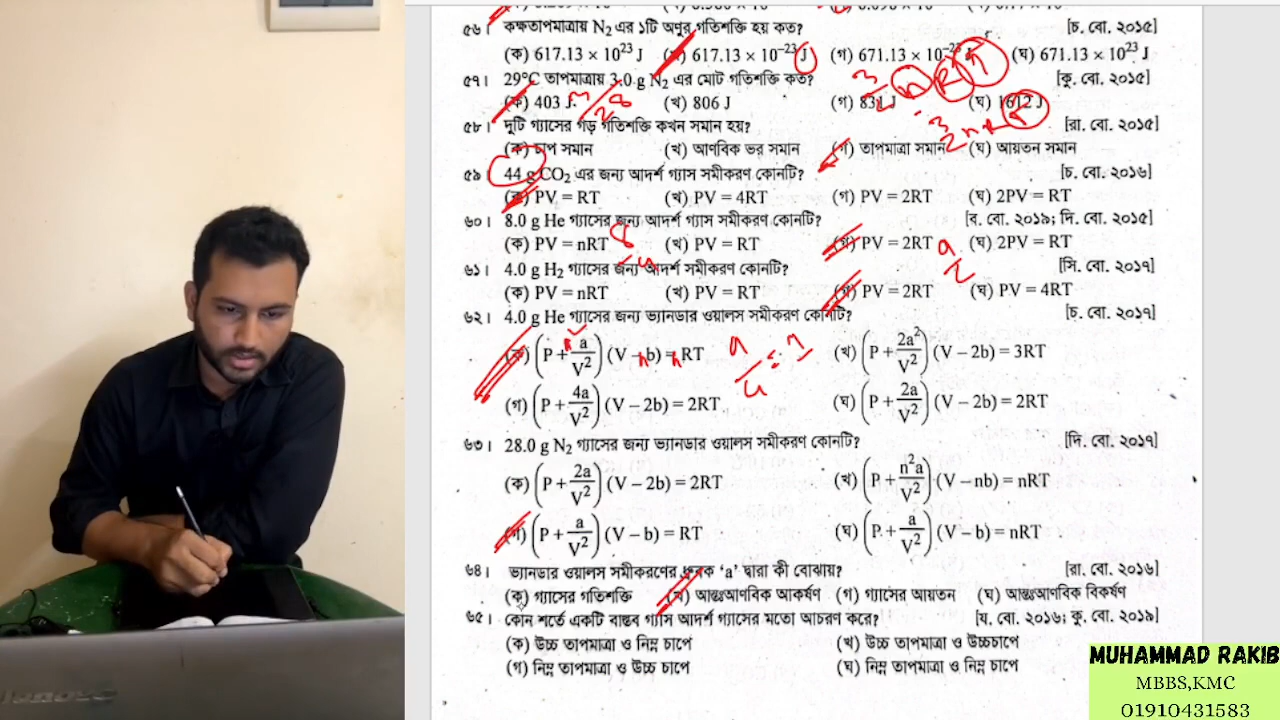 ৫৬। কক্ষতাপমাত্রায় N₂ এর ১টি অণুর গতিশক্তি হয় কত? [চ. বো. ২০১৫]
(ক) 617.13 × 10²³ J (খ) 617.13 × 10⁻²³ J (গ) 671.13 × 10⁻²³ J (ঘ) 671.13 × 10²³ J
৫৭। 29°C তাপমাত্রায় 3.0 g N₂ এর মোট গতিশক্তি কত? [কু. বো. ২০১৫]
(ক) 403 J (খ) 806 J (গ) 831 J (ঘ) 1612 J
৫৮। দুটি গ্যাসের গড় গতিশক্তি কখন সমান হয়? [রা. বো. ২০১৫]
(ক) চাপ সমান (খ) আণবিক ভর সমান (গ) তাপমাত্রা সমান (ঘ) আয়তন সমান
৫৯। 44 g CO₂ এর জন্য আদর্শ গ্যাস সমীকরণ কোনটি? [চ. বো. ২০১৬]
(ক) PV = RT (খ) PV = 4RT (গ) PV = 2RT (ঘ) 2PV = RT
৬০। 8.0 g He গ্যাসের জন্য আদর্শ গ্যাস সমীকরণ কোনটি? [ব. বো. ২০১৯; দি. বো. ২০১৫]
(ক) PV = nRT (খ) PV = RT (গ) PV = 2RT (ঘ) 2PV = RT
৬১। 4.0 g H₂ গ্যাসের জন্য আদর্শ সমীকরণ কোনটি? [সি. বো. ২০১৭]
(ক) PV = nRT (খ) PV = RT (গ) PV = 2RT (ঘ) PV = 4RT
৬২। 4.0 g He গ্যাসের জন্য ভ্যানডার ওয়ালস সমীকরণ কোনটি? [চ. বো. ২০১৭]
(ক) (P + a/V²) (V – b) = RT (খ) (P + 2a²/V²) (V – 2b) = 3RT
(গ) (P + 4a/V²) (V – 2b) = 2RT (ঘ) (P + 2a/V²) (V – 2b) = 2RT
৬৩। 28.0 g N₂ গ্যাসের জন্য ভ্যানডার ওয়ালস সমীকরণ কোনটি? [দি. বো. ২০১৭]
(ক) (P + 2a/V²) (V – 2b) = 2RT (খ) (P + n²a/V²) (V – nb) = nRT
(গ) (P + a/V²) (V – b) = RT (ঘ) (P + a/V²) (V – b) = nRT
৬৪। ভ্যানডার ওয়ালস সমীকরণের ধ্রুবক ‘a’ দ্বারা কী বোঝায়? [রা. বো. ২০১৬]
(ক) গ্যাসের গতিশক্তি (খ) আন্তঃআণবিক আকর্ষণ (গ) গ্যাসের আয়তন (ঘ) আন্তঃআণবিক বিকর্ষণ
৬৫। কোন শর্তে একটি বাস্তব গ্যাস আদর্শ গ্যাসের মতো আচরণ করে? [য. বো. ২০১৬; কু. বো. ২০১৯]
(ক) উচ্চ তাপমাত্রা ও নিম্ন চাপে (খ) উচ্চ তাপমাত্রা ও উচ্চচাপে
(গ) নিম্ন তাপমাত্রা ও উচ্চ চাপে (ঘ) নিম্ন তাপমাত্রা ও নিম্ন চাপে
MUHAMMAD RAKIB
MBBS,KMC
01910431583